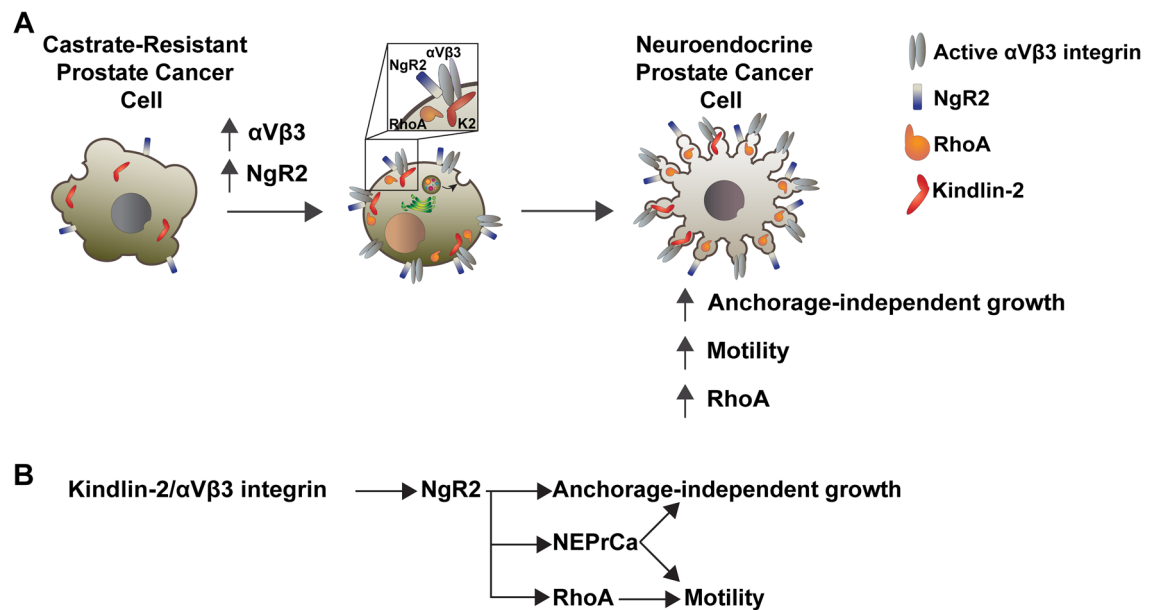 A
Castrate-Resistant
Prostate Cancer
Cell
αVβ3
NgR2
αVβ3
NgR2
RhoA
K2
Neuroendocrine
Prostate Cancer
Cell
Active αVβ3 integrin
NgR2
RhoA
Kindlin-2
Anchorage-independent growth
Motility
RhoA
B
Kindlin-2/αVβ3 integrin
NgR2
Anchorage-independent growth
NEPrCa
RhoA
Motility